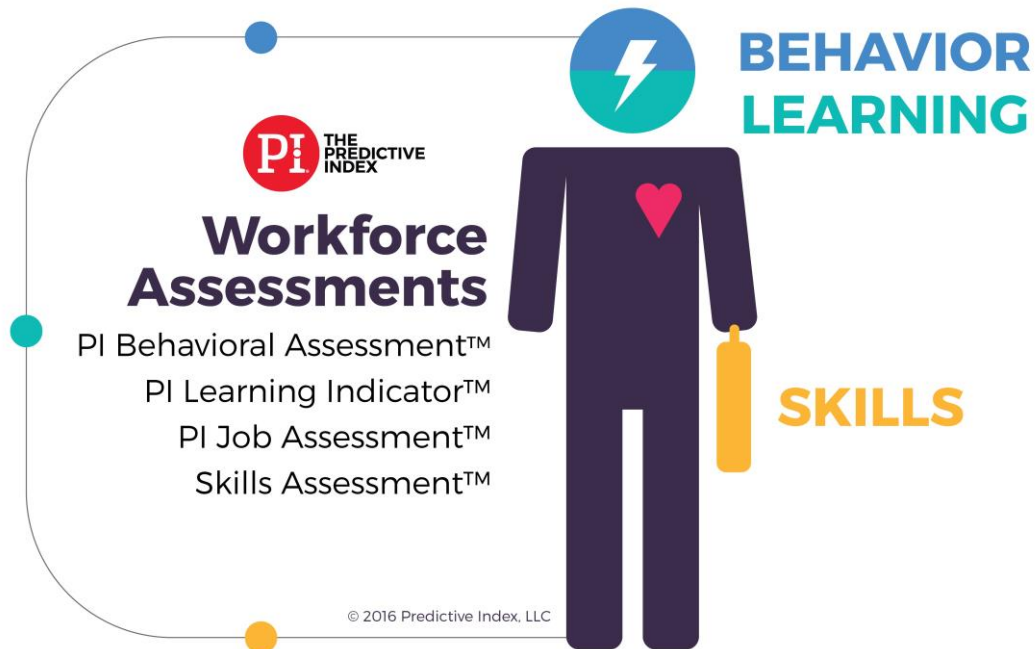 BEHAVIOR
LEARNING
PI.
THE
PREDICTIVE
INDEX
Workforce
Assessments
PI Behavioral Assessment™
PI Learning Indicator™
PI Job Assessment™
Skills Assessment™
SKILLS
© 2016 Predictive Index, LLC